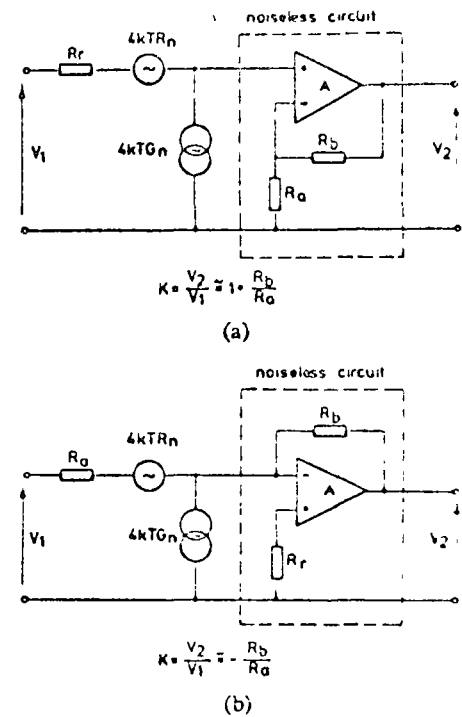 noiseless circuit
Rr 4kTRn
A
4kTGn
Rb
V1
V2
Ra
K = V2/V1 ≅ 1 + Rb/Ra
(a)
noiseless circuit
Rb
4kTRn
Ra
A
4kTGn
V1
V2
Rr
K = V2/V1 ≅ - Rb/Ra
(b)